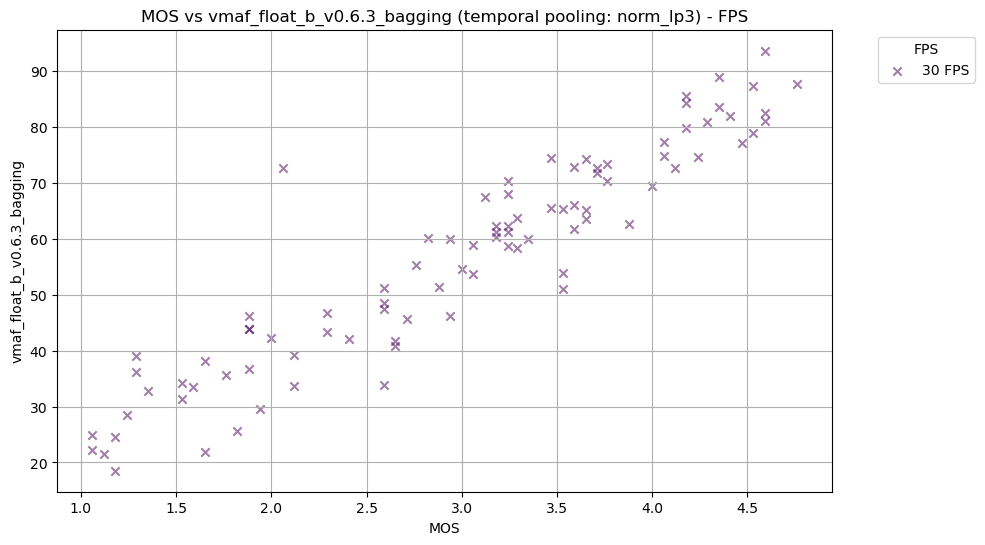 MOS vs vmaf_float_b_v0.6.3_bagging (temporal pooling: norm_lp3) - FPS
FPS
30 FPS
vmaf_float_b_v0.6.3_bagging
90
80
70
60
50
40
30
20
1.0 1.5 2.0 2.5 3.0 3.5 4.0 4.5
MOS